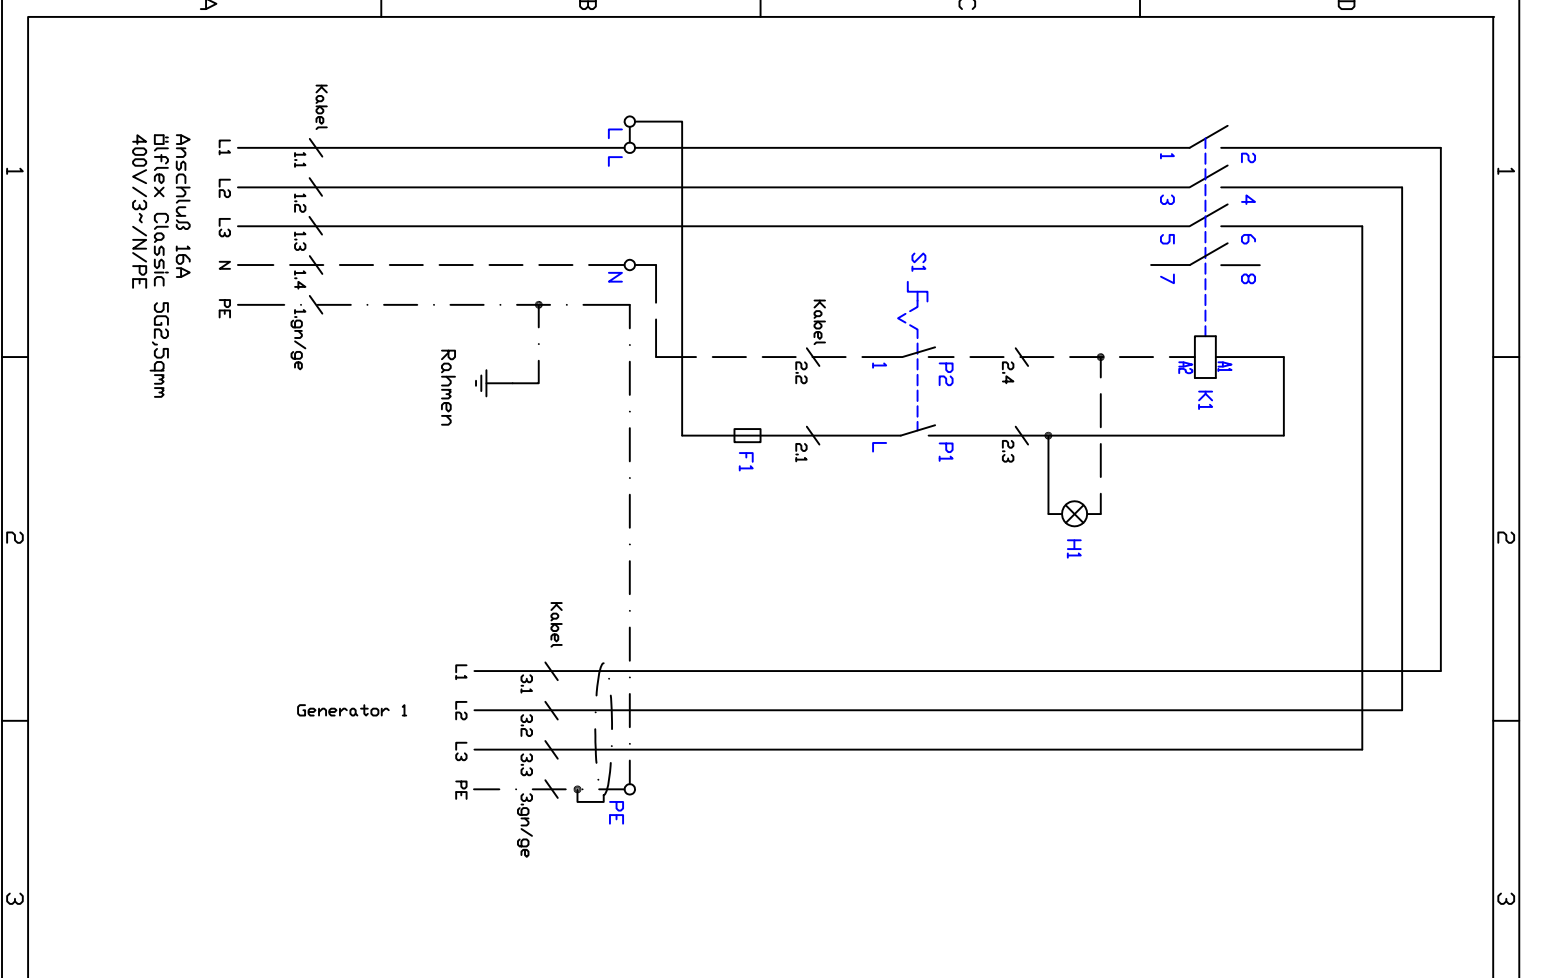 A
B
C
D
1
2
3
1
2
3
Kabel
Anschluß 16A
Ölflex Classic 5G2,5qmm
400V/3~/N/PE
L1
L2
L3
N
PE
1.1
1.2
1.3
1.4
1.gn/ge
L
L
N
Rahmen
1
2
3
4
5
6
7
8
S1
Kabel
2.2
1
P2
2.4
A2
A1
K1
F1
2.1
L
P1
2.3
H1
Kabel
Generator 1
L1
L2
L3
PE
3.1
3.2
3.3
3.gn/ge
PE